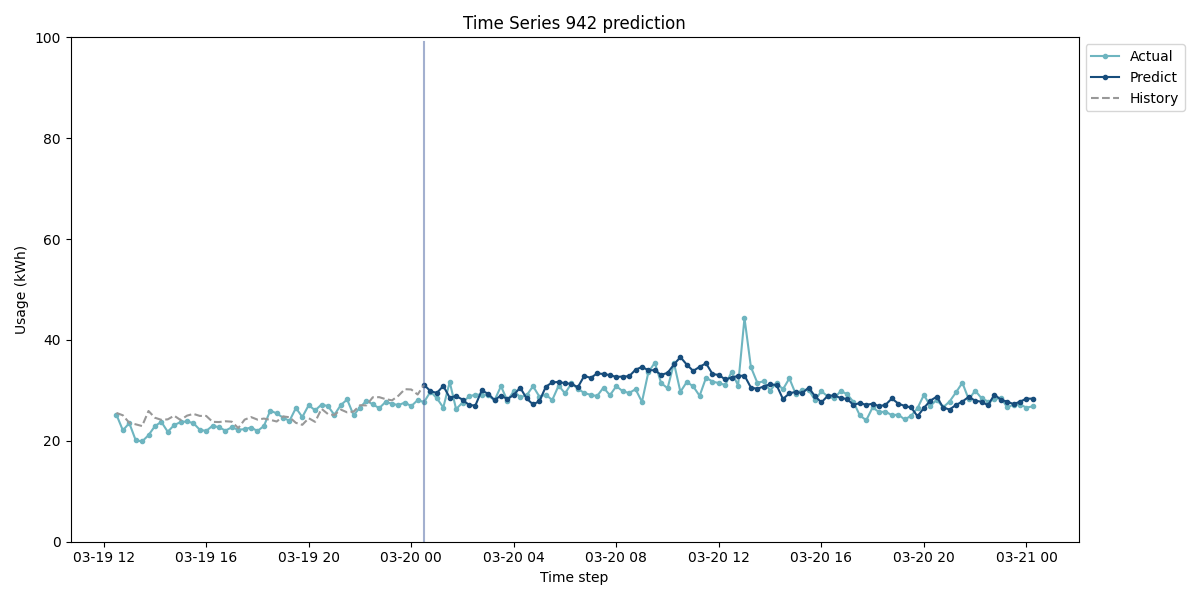 Time Series 942 prediction
Actual
Predict
History
Usage (kWh)
100
80
60
40
20
0
03-19 12 03-19 16 03-19 20 03-20 00 03-20 04 03-20 08 03-20 12 03-20 16 03-20 20 03-21 00
Time step